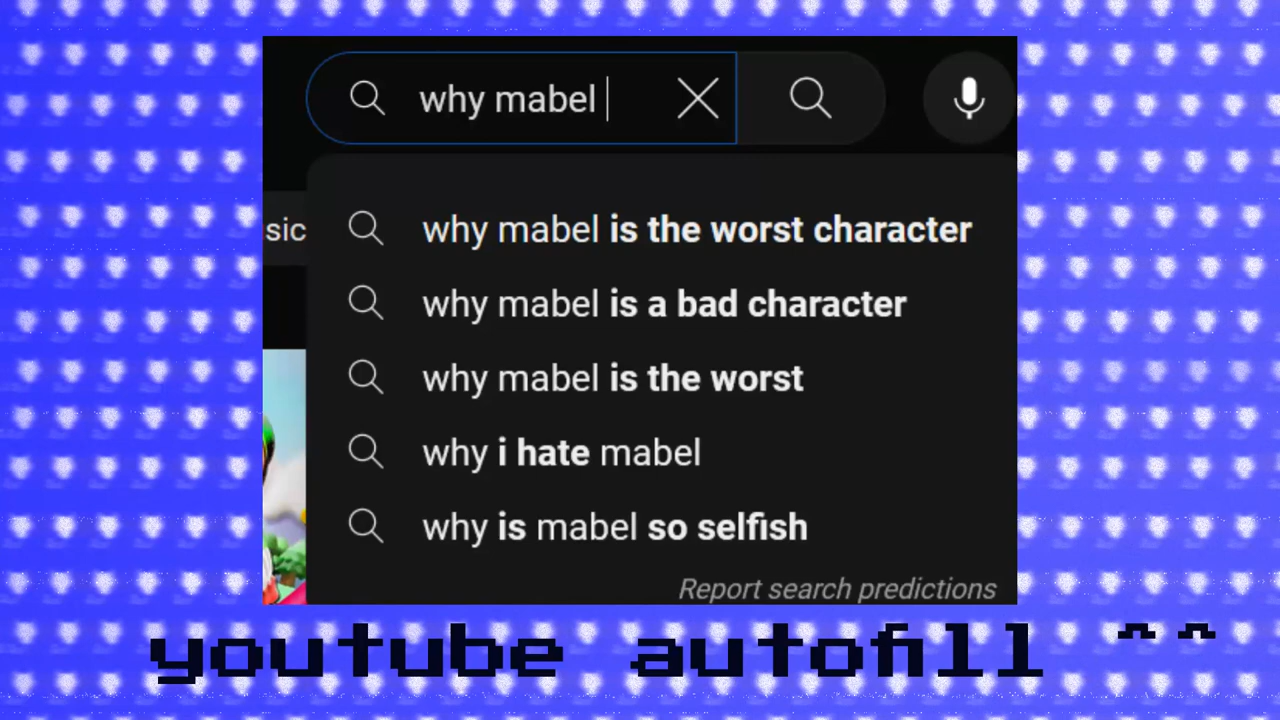 why mabel
why mabel is the worst character
sic
why mabel is a bad character
why mabel is the worst
why i hate mabel
why is mabel so selfish
Report search predictions
youtube autofill ^^